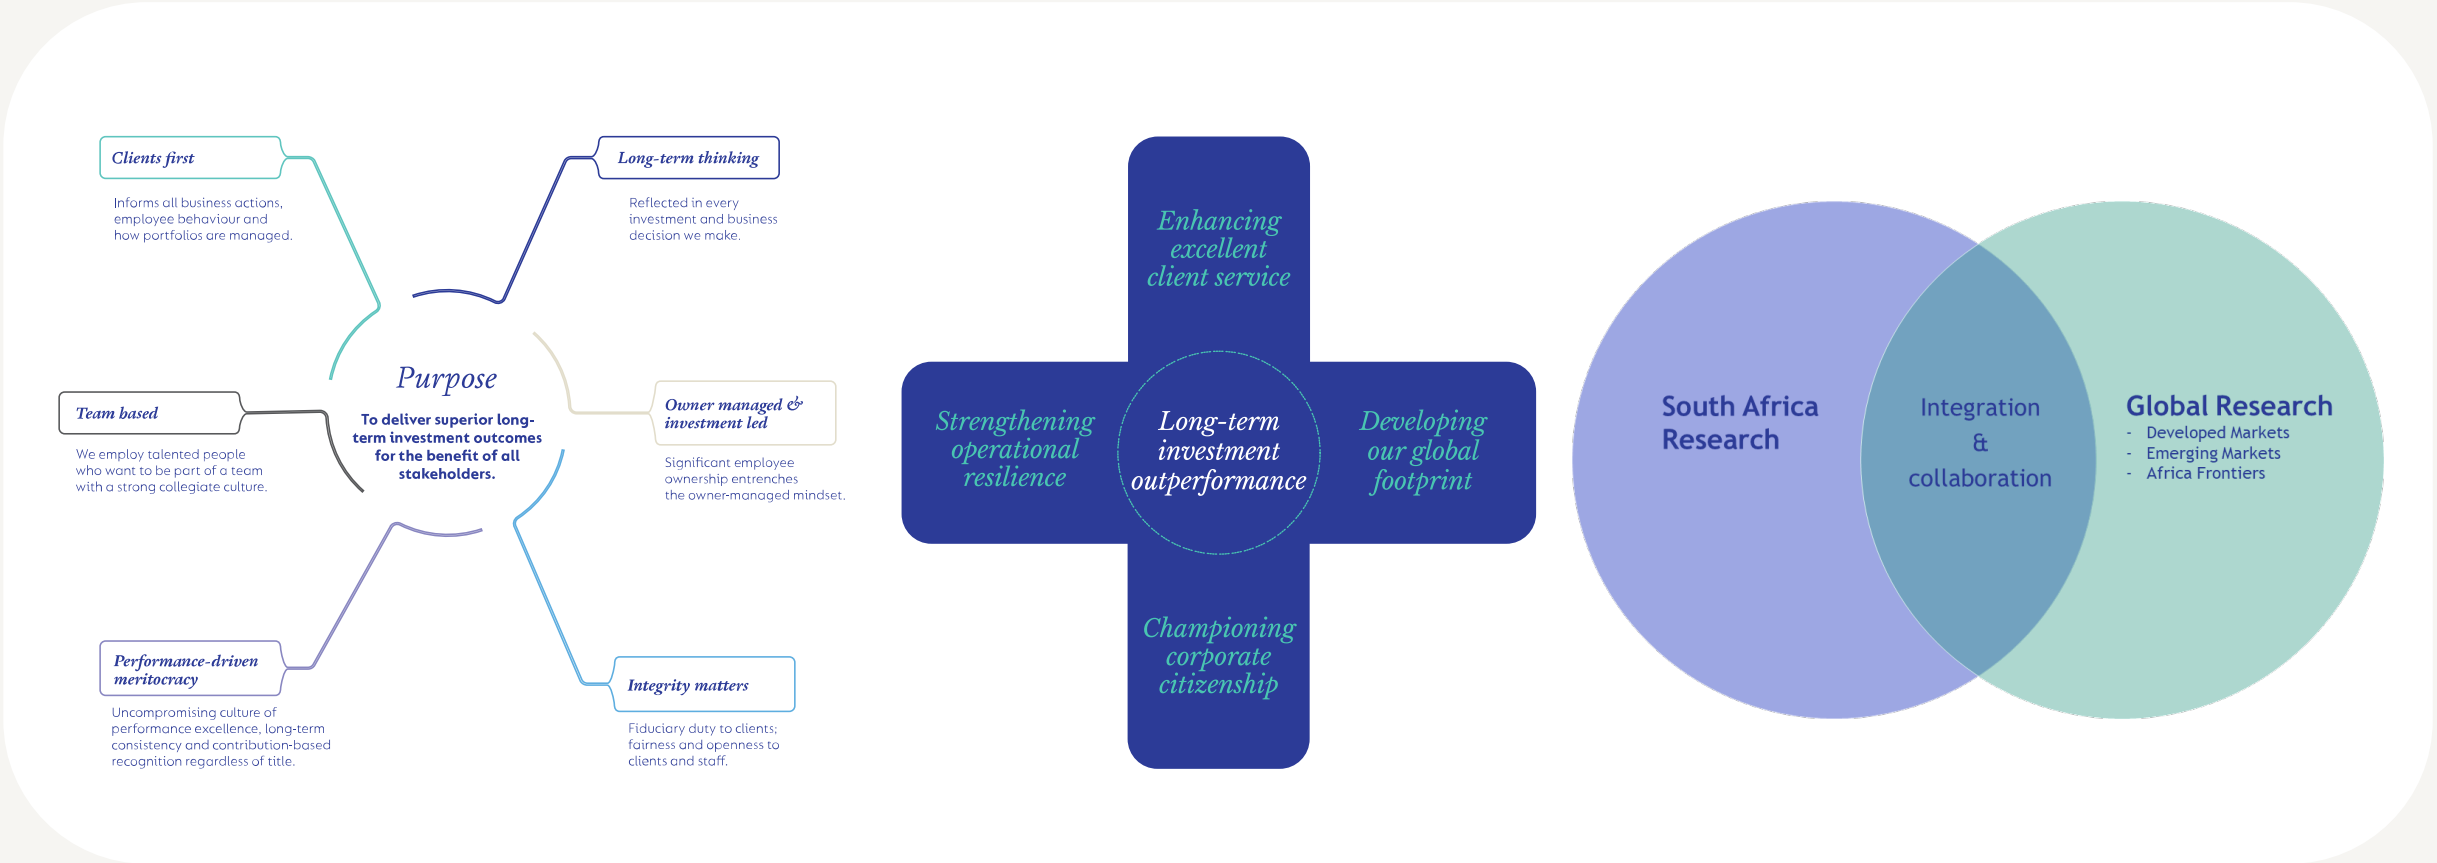 Clients first
Informs all business actions,
employee behaviour and
how portfolios are managed.
Long-term thinking
Reflected in every
investment and business
decision we make.
Team based
We employ talented people
who want to be part of a team
with a strong collegiate culture.
Purpose
To deliver superior long-
term investment outcomes
for the benefit of all
stakeholders.
Owner managed &
investment led
Significant employee
ownership entrenches
the owner-managed mindset.
Performance-driven
meritocracy
Uncompromising culture of
performance excellence, long-term
consistency and contribution-based
recognition regardless of title.
Integrity matters
Fiduciary duty to clients;
fairness and openness to
clients and staff.
Enhancing
excellent
client service
Strengthening
operational
resilience
Long-term
investment
outperformance
Developing
our global
footprint
Championing
corporate
citizenship
South Africa
Research
Integration
&
collaboration
Global Research
- Developed Markets
- Emerging Markets
- Africa Frontiers